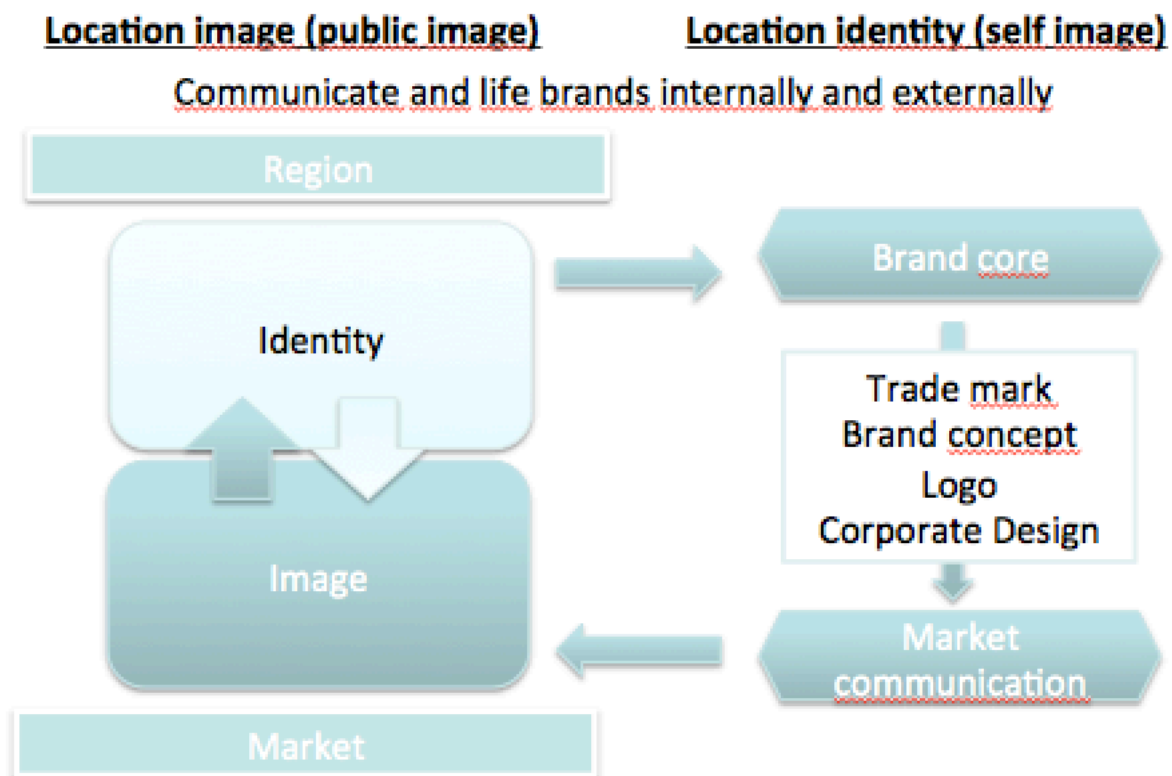 Location image (public image)
Location identity (self image)
Communicate and life brands internally and externally
Region
Identity
Image
Market
Brand core
Trade mark
Brand concept
Logo
Corporate Design
Market
communication